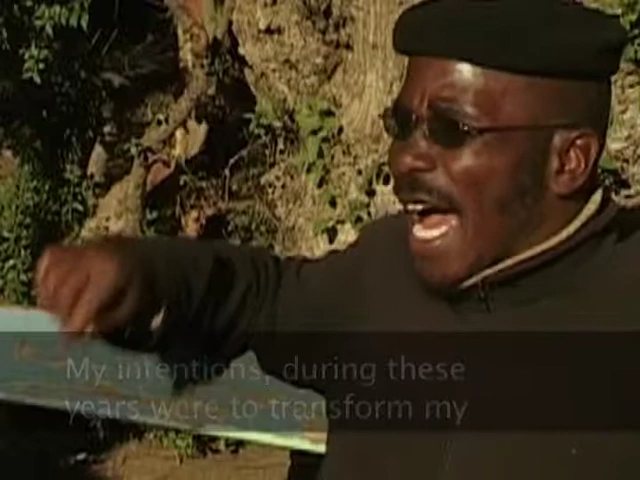 My intentions, during these
years were to transform my